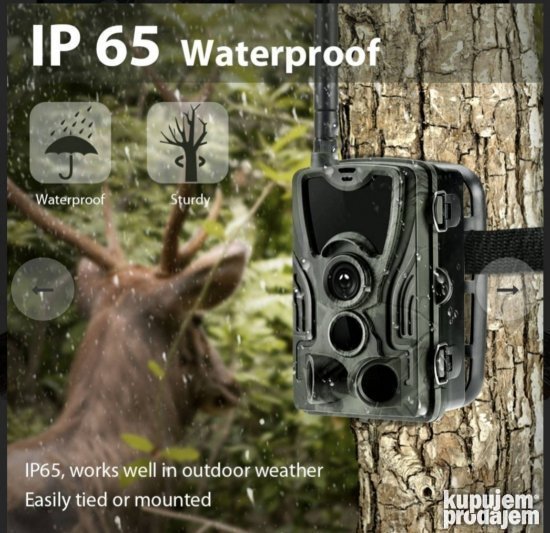 IP 65 Waterproof
Waterproof
Sturdy
IP65, works well in outdoor weather
Easily tied or mounted
kupujem
prodajem